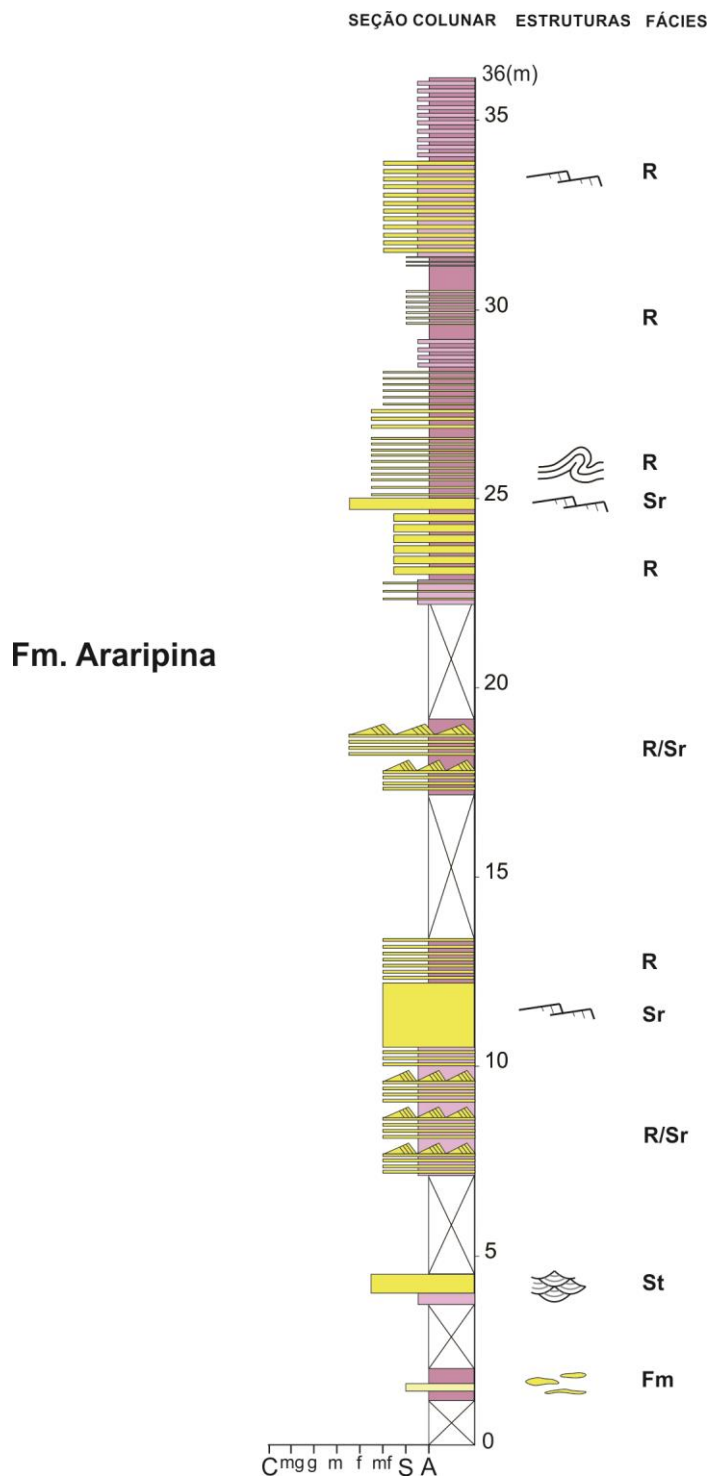 SEÇÃO COLUNAR ESTRUTURAS FÁCIES
36(m)
35
R
30
R
R
25
Sr
R
Fm. Araripina
20
R/Sr
15
R
Sr
10
R/Sr
5
St
Fm
0
C mg g m f mf S A